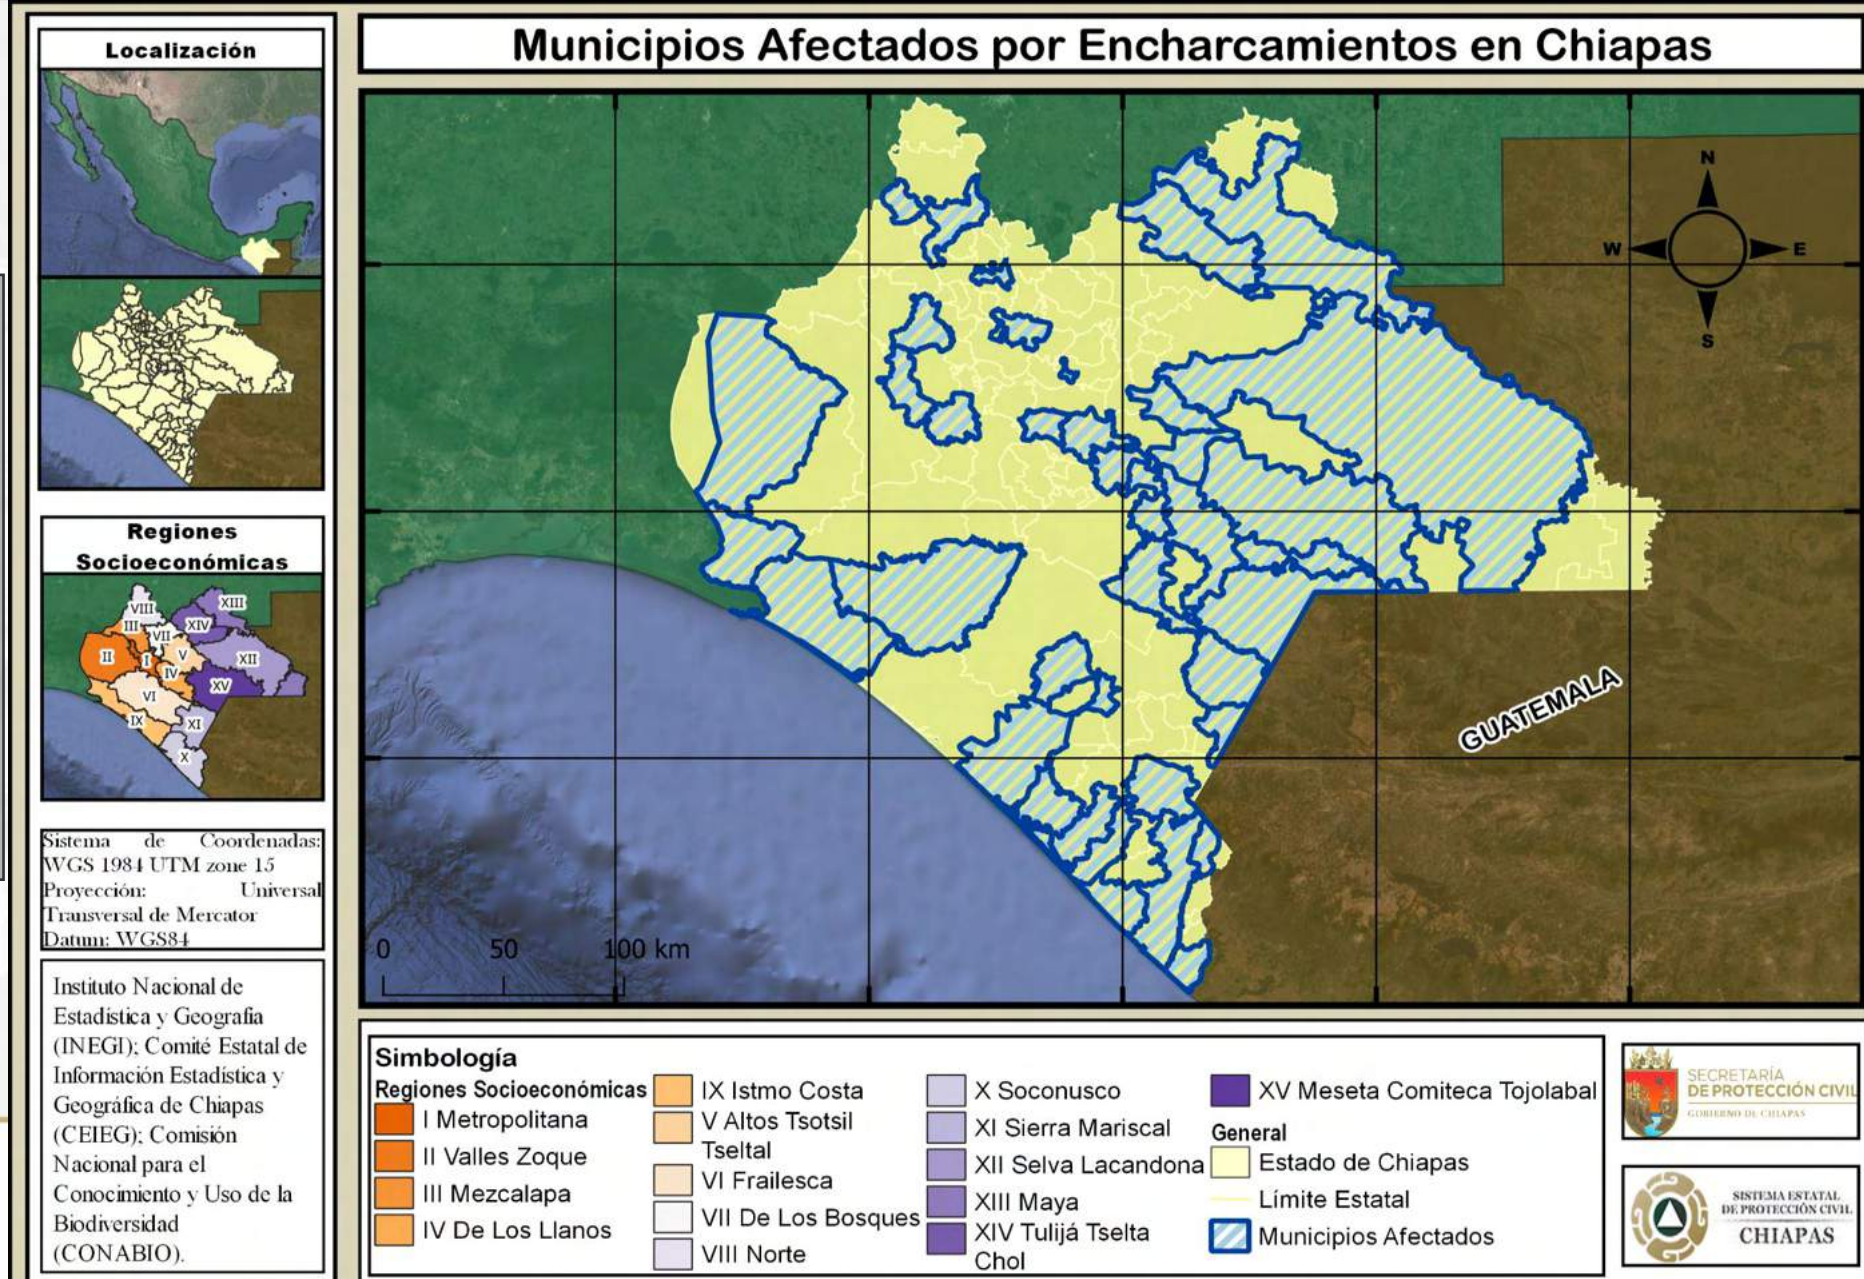 Localización
Regiones
Socioeconómicas
VIII
XIII
III
VII
XIV
II
I
V
XII
IV
VI
XV
IX
XI
X
Sistema de Coordenadas:
WGS 1984 UTM zone 15
Proyección: Universal
Transversal de Mercator
Datum: WGS84
Instituto Nacional de
Estadística y Geografía
(INEGI); Comité Estatal de
Información Estadística y
Geográfica de Chiapas
(CEIEG); Comisión
Nacional para el
Conocimiento y Uso de la
Biodiversidad
(CONABIO).
Municipios Afectados por Encharcamientos en Chiapas
N
W
E
S
GUATEMALA
0 50 100 km
Simbología
Regiones Socioeconómicas
I Metropolitana
II Valles Zoque
III Mezcalapa
IV De Los Llanos
IX Istmo Costa
V Altos Tsotsil
Tseltal
VI Frailesca
VII De Los Bosques
VIII Norte
X Soconusco
XI Sierra Mariscal
XII Selva Lacandona
XIII Maya
XIV Tulijá Tselta
Chol
XV Meseta Comiteca Tojolabal
General
Estado de Chiapas
Límite Estatal
Municipios Afectados
SECRETARÍA
DE PROTECCIÓN CIVIL
GOBIERNO DE CHIAPAS
SISTEMA ESTATAL
DE PROTECCIÓN CIVIL
CHIAPAS